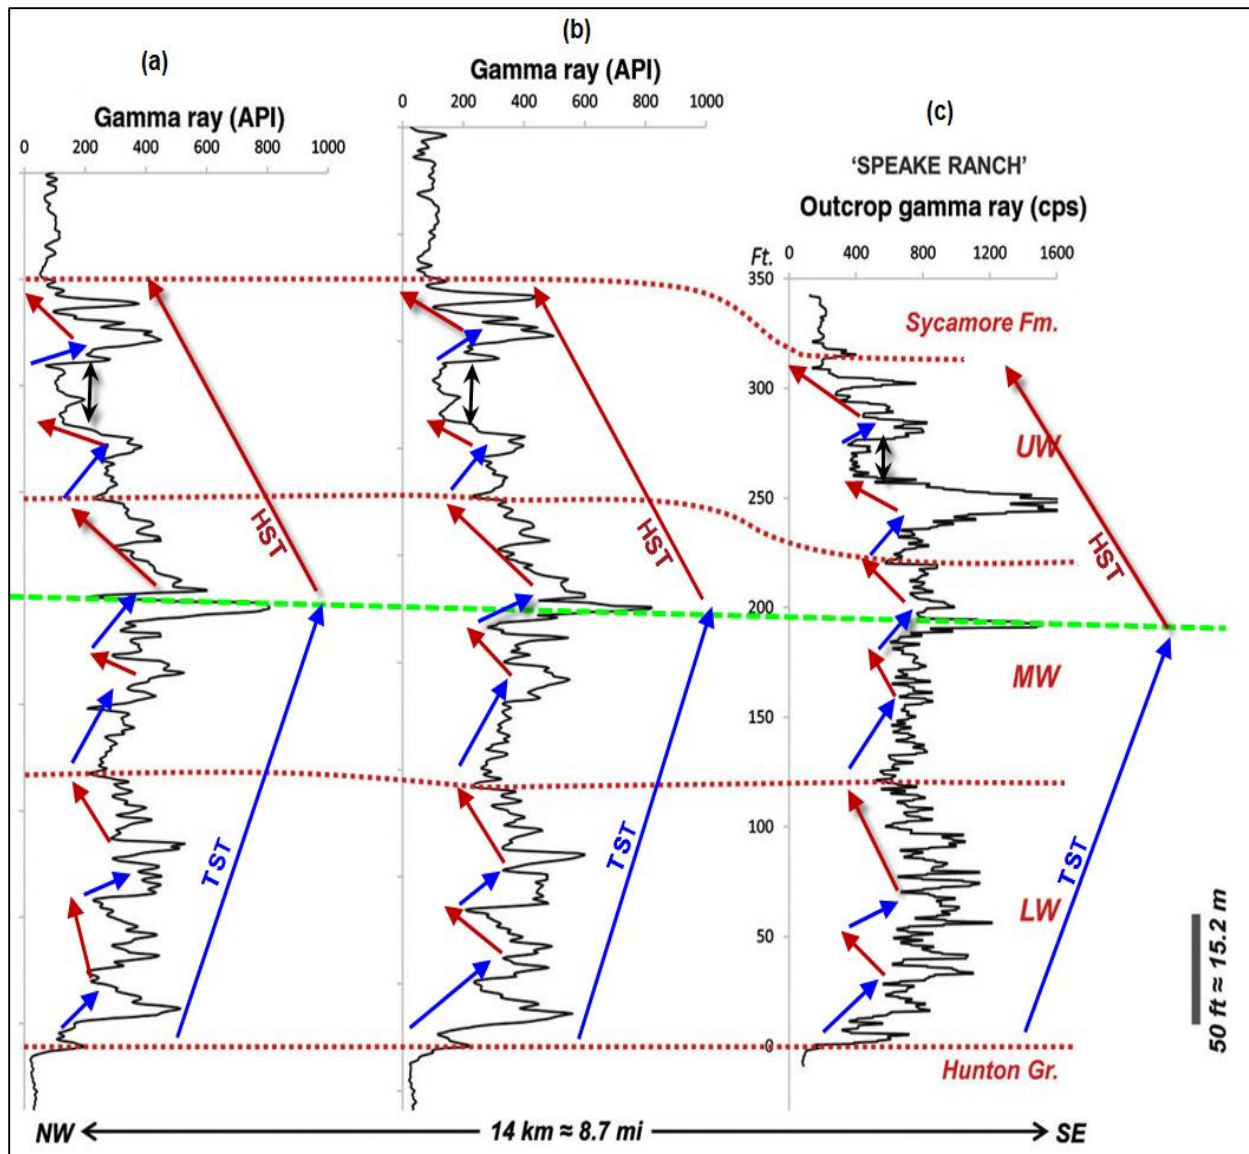 (a)
Gamma ray (API)
0 200 400 600 800 1000
(b)
Gamma ray (API)
0 200 400 600 800 1000
(c)
'SPEAKE RANCH'
Outcrop gamma ray (cps)
Ft. 0 400 800 1200 1600
350
300
250
200
150
100
50
0
Sycamore Fm.
UW
MW
LW
Hunton Gr.
HST
TST
HST
TST
HST
TST
50 ft ≈ 15.2 m
NW 14 km ≈ 8.7 mi SE